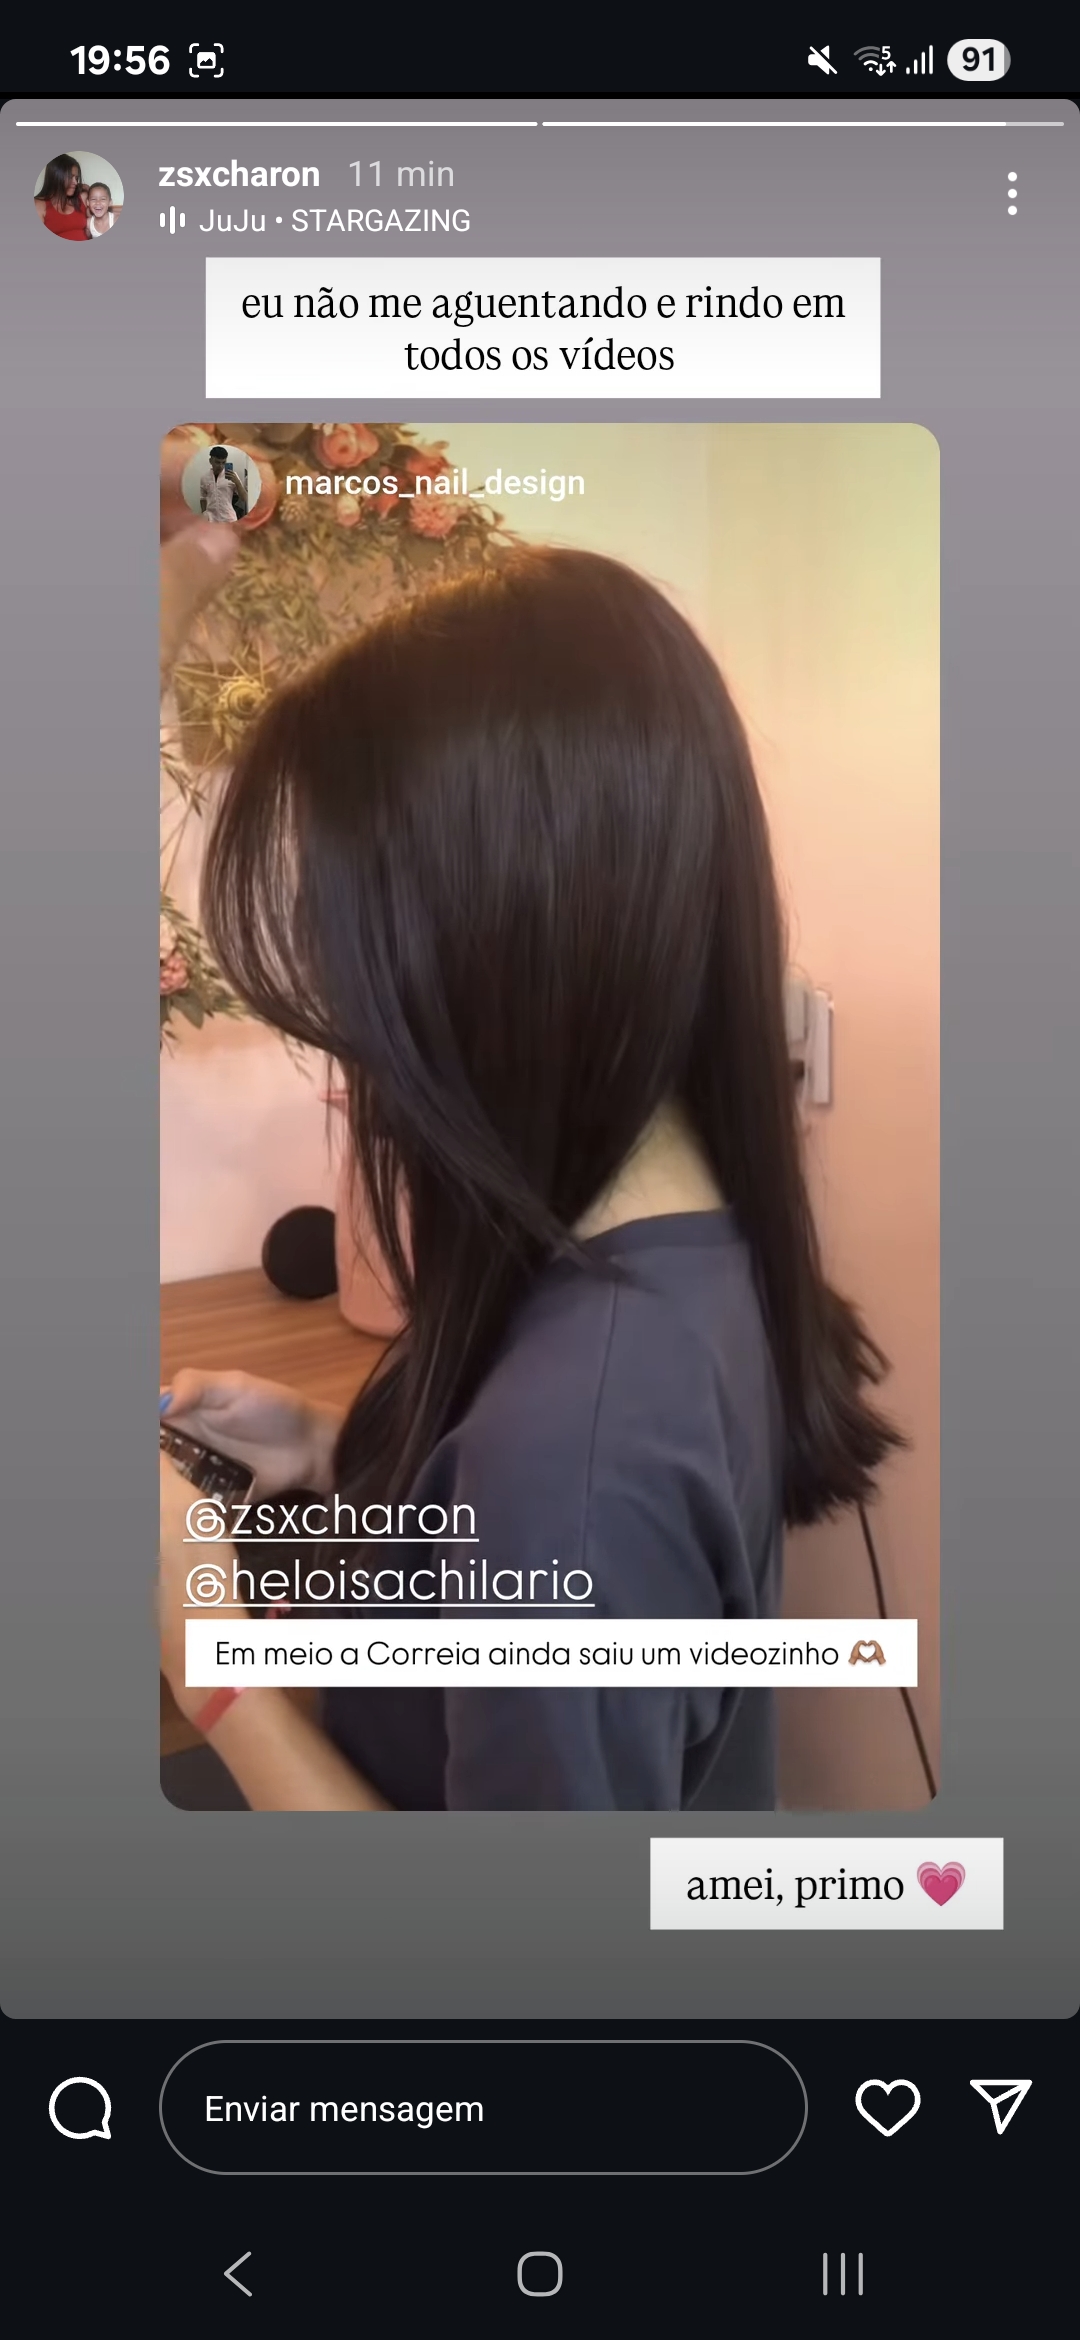 19:56
5
91
zsxcharon 11 min
JuJu • STARGAZING
eu não me aguentando e rindo em
todos os vídeos
marcos_nail_design
@zsxcharon
@heloisachilario
Em meio a Correia ainda saiu um videozinho 🫶🏽
amei, primo 💗
Enviar mensagem